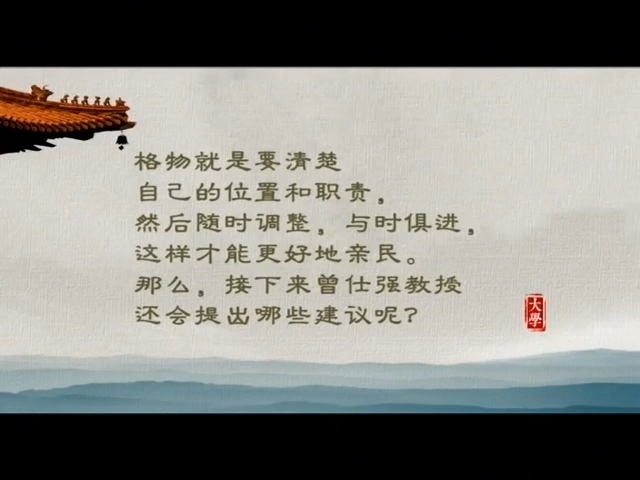 格物就是要清楚
自己的位置和职责，
然后随时调整，与时俱进，
这样才能更好地亲民。
那么，接下来曾仕强教授
还会提出哪些建议呢？
大學